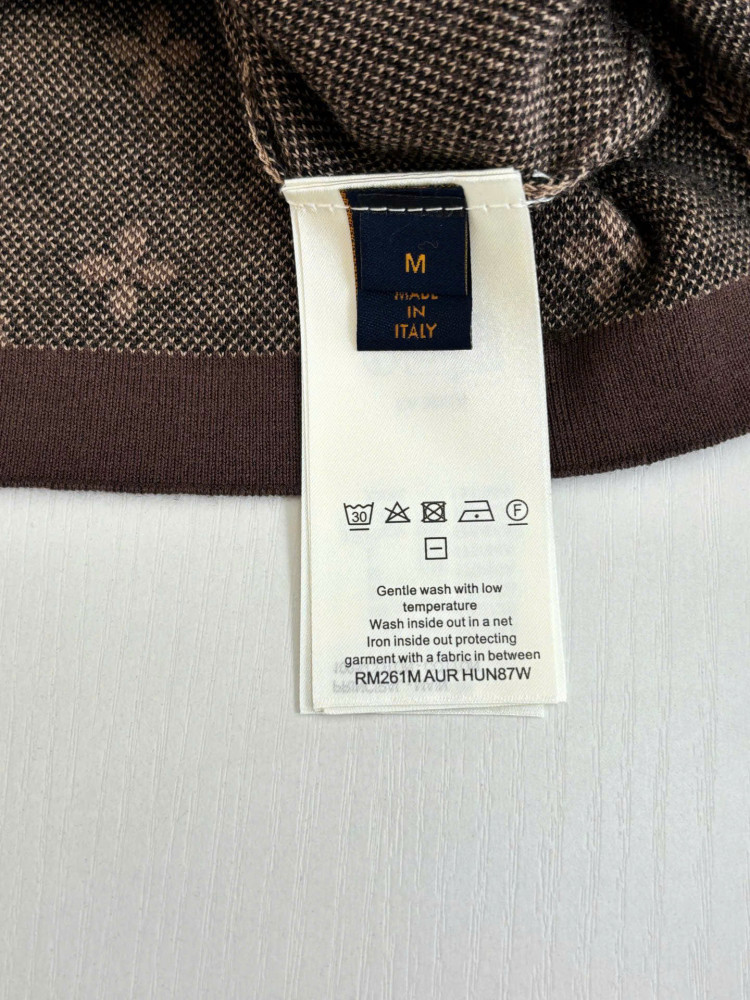 M
MADE
IN
ITALY
30
F
Gentle wash with low
temperature
Wash inside out in a net
Iron inside out protecting
garment with a fabric in between
RM261M AUR HUN87W